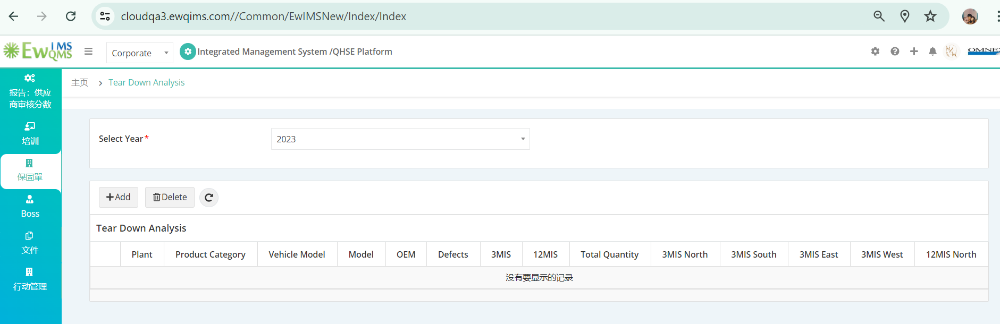 cloudqa3.ewqims.com//Common/EwIMSNew/Index/Index
EwIMS QMS
Corporate
Integrated Management System /QHSE Platform
主页 > Tear Down Analysis
报告：供应
商审核分数
培训
保固單
Boss
文件
行动管理
Select Year*
2023
Add
Delete
Tear Down Analysis
Plant Product Category Vehicle Model Model OEM Defects 3MIS 12MIS Total Quantity 3MIS North 3MIS South 3MIS East 3MIS West 12MIS North
没有要显示的记录